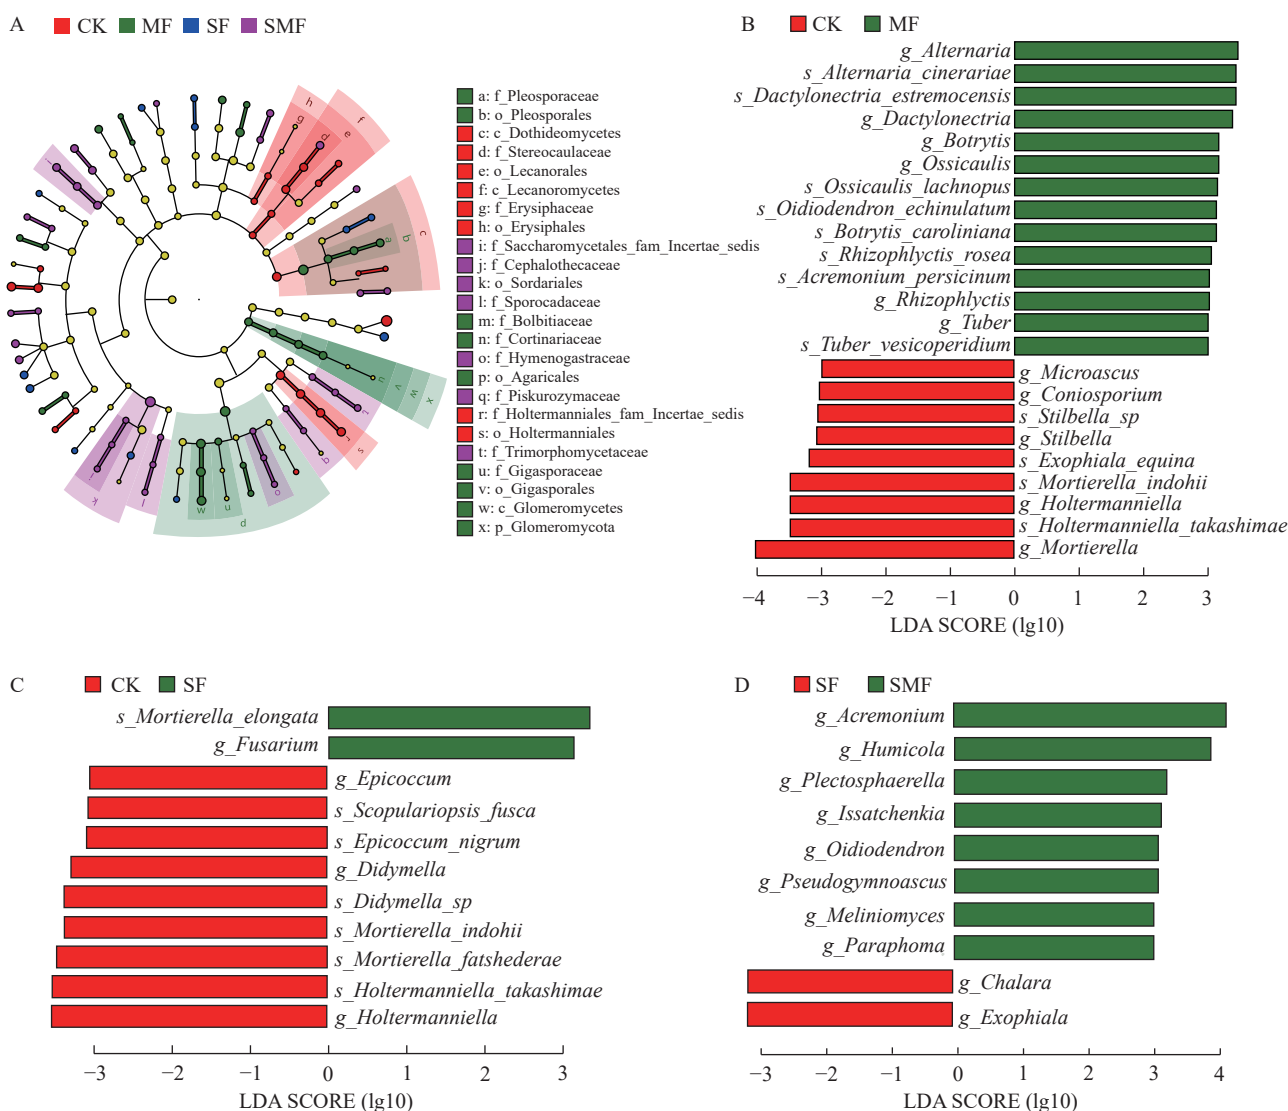 A
CK MF SF SMF
a: f_Pleosporaceae
b: o_Pleosporales
c: c_Dothideomycetes
d: f_Stereocaulaceae
e: o_Lecanorales
f: c_Lecanoromycetes
g: f_Erysiphaceae
h: o_Erysiphales
i: f_Saccharomycetales_fam_Incertae_sedis
j: f_Cephalothecaceae
k: o_Sordariales
l: f_Sporocadaceae
m: f_Bolbitiaceae
n: f_Cortinariaceae
o: f_Hymenogastraceae
p: o_Agaricales
q: f_Piskurozymaceae
r: f_Holtermanniales_fam_Incertae_sedis
s: o_Holtermanniales
t: f_Trimorphomycetaceae
u: f_Gigasporaceae
v: o_Gigasporales
w: c_Glomeromycetes
x: p_Glomeromycota
h
g
d
e
f
a
b
c
u
v
w
x
r
s
q
o
p
n
l
k
B
CK MF
g_Alternaria
s_Alternaria_cinerariae
s_Dactylonectria_estremocensis
g_Dactylonectria
g_Botrytis
g_Ossicaulis
s_Ossicaulis_lachnopus
s_Oidiodendron_echinulatum
s_Botrytis_caroliniana
s_Rhizophlyctis_rosea
s_Acremonium_persicinum
g_Rhizophlyctis
g_Tuber
s_Tuber_vesicoperidium
g_Microascus
g_Coniosporium
s_Stilbella_sp
g_Stilbella
s_Exophiala_equina
s_Mortierella_indohii
g_Holtermanniella
s_Holtermanniella_takashimae
g_Mortierella
−4 −3 −2 −1 0 1 2 3
LDA SCORE (lg10)
C
CK SF
s_Mortierella_elongata
g_Fusarium
g_Epicoccum
s_Scopulariopsis_fusca
s_Epicoccum_nigrum
g_Didymella
s_Didymella_sp
s_Mortierella_indohii
s_Mortierella_fatshederae
s_Holtermanniella_takashimae
g_Holtermanniella
−3 −2 −1 0 1 2 3
LDA SCORE (lg10)
D
SF SMF
g_Acremonium
g_Humicola
g_Plectosphaerella
g_Issatchenkia
g_Oidiodendron
g_Pseudogymnoascus
g_Meliniomyces
g_Paraphoma
g_Chalara
g_Exophiala
−3 −2 −1 0 1 2 3 4
LDA SCORE (lg10)